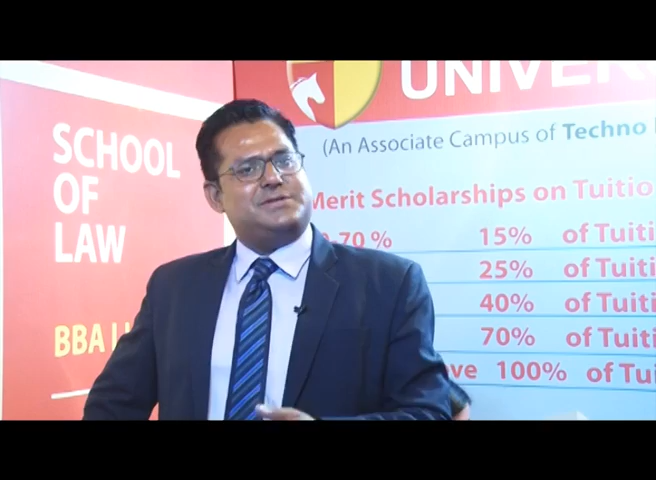 SCHOOL
OF
LAW
BBA
UNIVER
(An Associate Campus of Techno
Merit Scholarships on Tuitio
-70 % 15% of Tuiti
25% of Tuiti
40% of Tuiti
70% of Tuiti
ve 100% of Tui